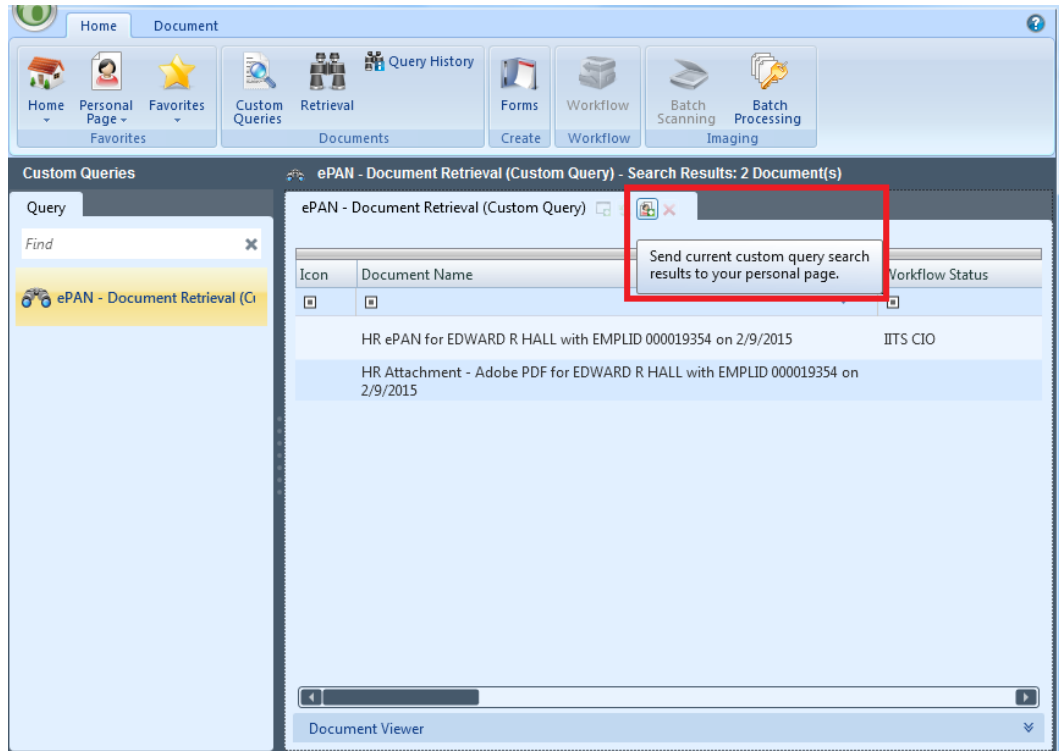 Home Document
Query History
Home Personal Page Favorites Custom Queries Retrieval Forms Workflow Batch Scanning Batch Processing
Favorites Documents Create Workflow Imaging
Custom Queries
ePAN - Document Retrieval (Custom Query) - Search Results: 2 Document(s)
Query
ePAN - Document Retrieval (Custom Query)
Find
Send current custom query search
results to your personal page.
Icon Document Name Workflow Status
ePAN - Document Retrieval (Cu
HR ePAN for EDWARD R HALL with EMPLID 000019354 on 2/9/2015 IITS CIO
HR Attachment - Adobe PDF for EDWARD R HALL with EMPLID 000019354 on
2/9/2015
Document Viewer